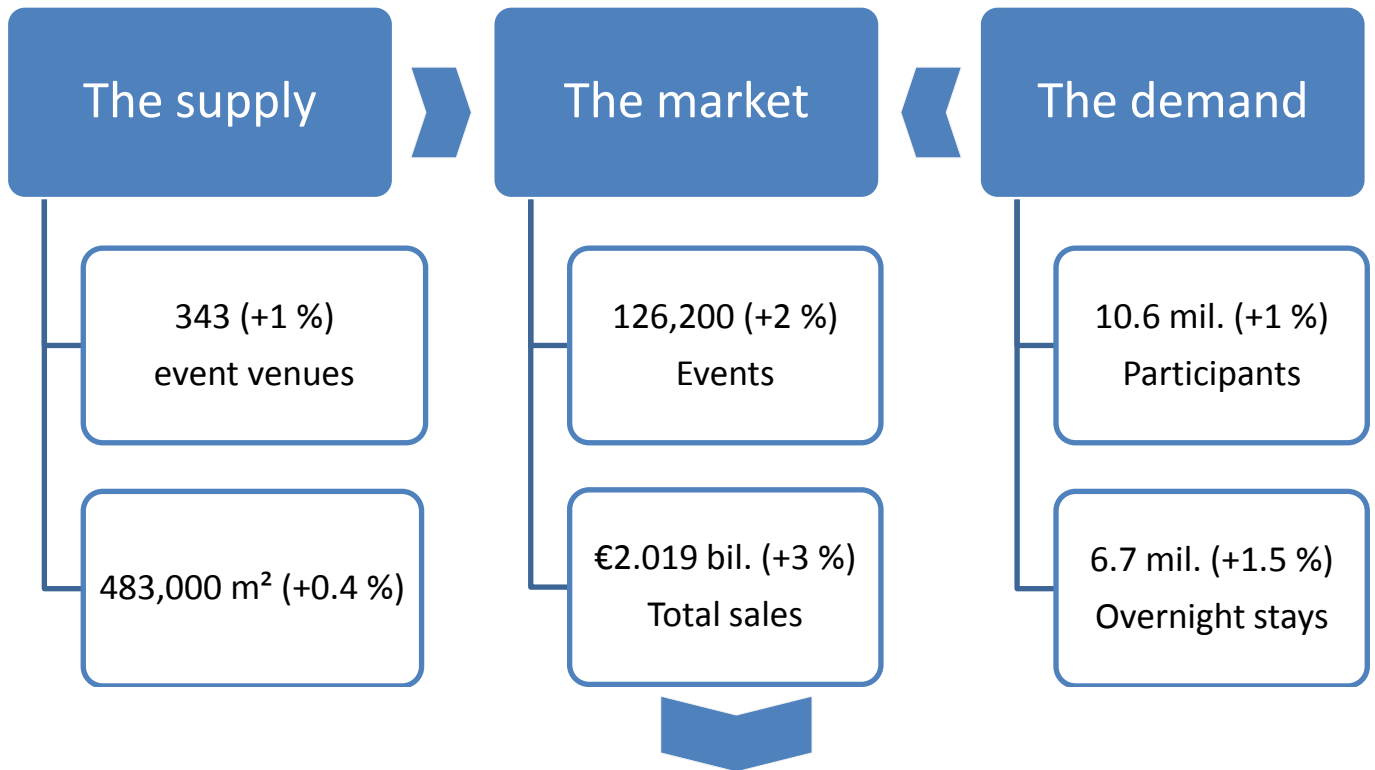 The supply
The market
The demand
343 (+1 %)
event venues
126,200 (+2 %)
Events
10.6 mil. (+1 %)
Participants
483,000 m² (+0.4 %)
€2.019 bil. (+3 %)
Total sales
6.7 mil. (+1.5 %)
Overnight stays